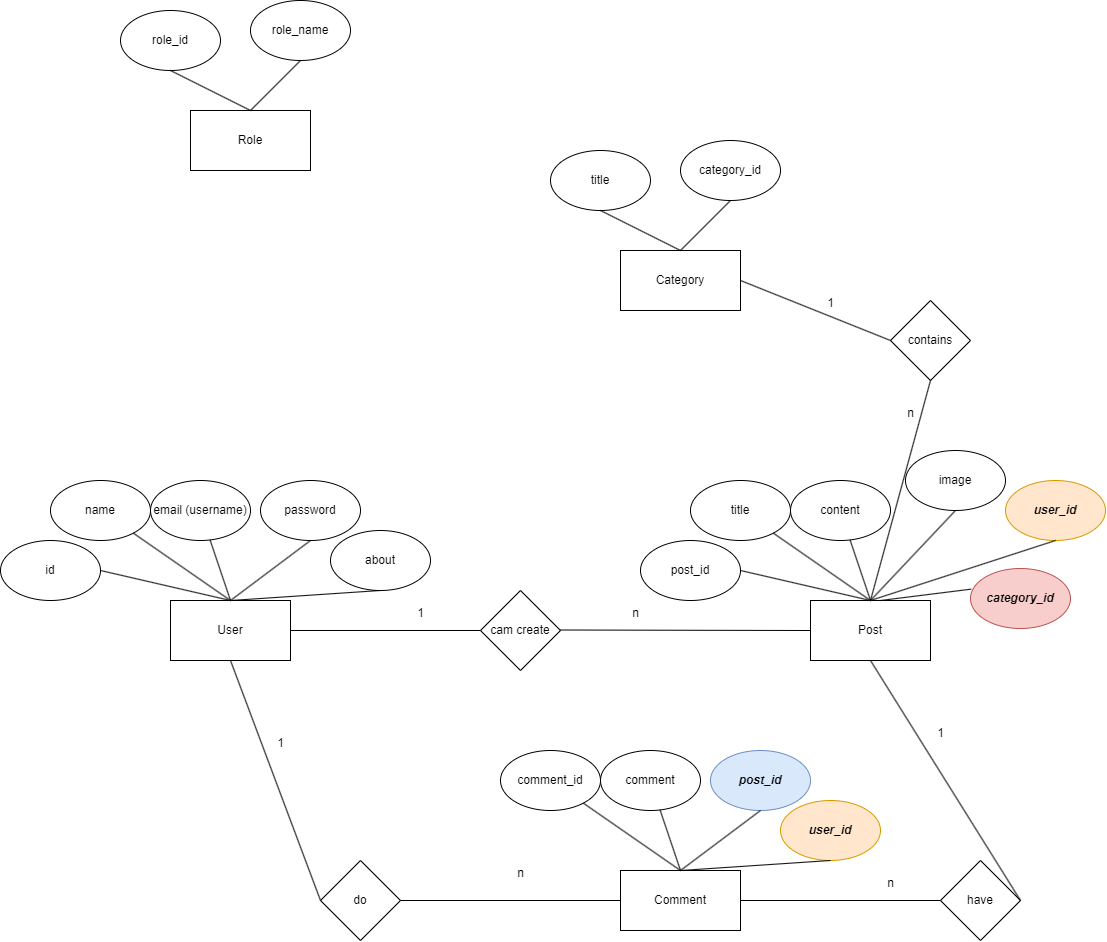 role_id
role_name
Role
title
category_id
Category
1
contains
n
name
email (username)
password
about
id
User
title
content
image
user_id
post_id
category_id
Post
1
cam create
n
1
1
comment_id
comment
post_id
user_id
n
n
do
Comment
have